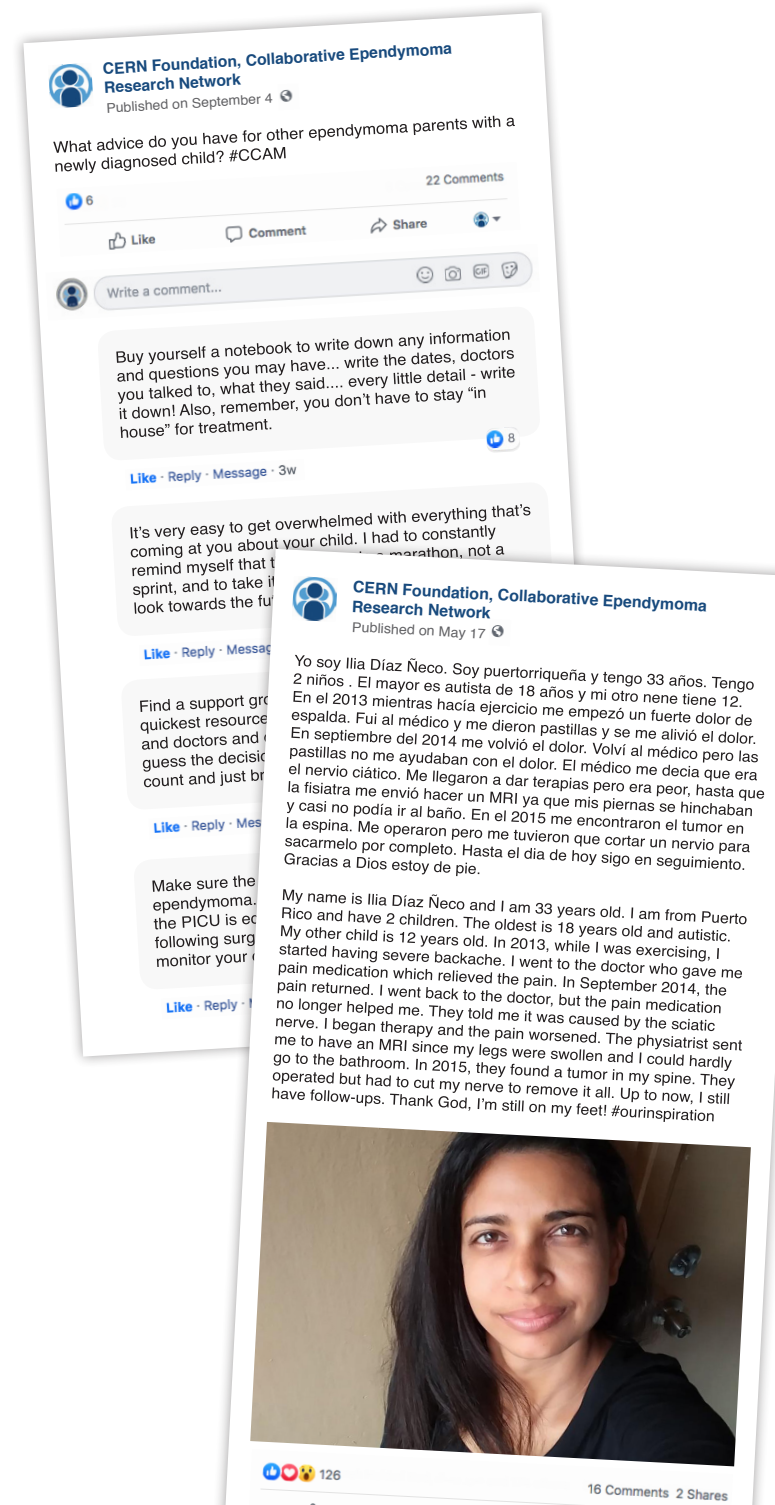 CERN Foundation, Collaborative Ependymoma
Research Network
Published on September 4
What advice do you have for other ependymoma parents with a
newly diagnosed child? #CCAM
6
22 Comments
Like
Comment
Share
Write a comment...
GIF
Buy yourself a notebook to write down any information
and questions you may have... write the dates, doctors
you talked to, what they said.... every little detail - write
it down! Also, remember, you don't have to stay “in
house” for treatment.
8
Like · Reply · Message · 3w
It's very easy to get overwhelmed with everything that's
coming at you about your child. I had to constantly
remind myself that marathon, not a
sprint, and to take
look towards the
Like · Reply ·
Find a support
quickest resource
and doctors and
guess the
count and just
Like · Reply ·
Make sure the
ependymoma.
the PICU is
following
monitor your
Like · Reply ·
CERN Foundation, Collaborative Ependymoma
Research Network
Published on May 17
Yo soy Ilia Díaz Ñeco. Soy puertorriqueña y tengo 33 años. Tengo
2 niños . El mayor es autista de 18 años y mi otro nene tiene 12.
En el 2013 mientras hacía ejercicio me empezó un fuerte dolor de
espalda. Fui al médico y me dieron pastillas y se me alivió el dolor.
En septiembre del 2014 me volvió el dolor. Volví al médico pero las
pastillas no me ayudaban con el dolor. El médico me decia que era
el nervio ciático. Me llegaron a dar terapias pero era peor, hasta que
la fisiatra me envió hacer un MRI ya que mis piernas se hinchaban
y casi no podía ir al baño. En el 2015 me encontraron el tumor en
la espina. Me operaron pero me tuvieron que cortar un nervio para
sacarmelo por completo. Hasta el dia de hoy sigo en seguimiento.
Gracias a Dios estoy de pie.
My name is Ilia Díaz Ñeco and I am 33 years old. I am from Puerto
Rico and have 2 children. The oldest is 18 years old and autistic.
My other child is 12 years old. In 2013, while I was exercising, I
started having severe backache. I went to the doctor who gave me
pain medication which relieved the pain. In September 2014, the
pain returned. I went back to the doctor, but the pain medication
no longer helped me. They told me it was caused by the sciatic
nerve. I began therapy and the pain worsened. The physiatrist sent
me to have an MRI since my legs were swollen and I could hardly
go to the bathroom. In 2015, they found a tumor in my spine. They
operated but had to cut my nerve to remove it all. Up to now, I still
have follow-ups. Thank God, I'm still on my feet! #ourinspiration
126
16 Comments 2 Shares